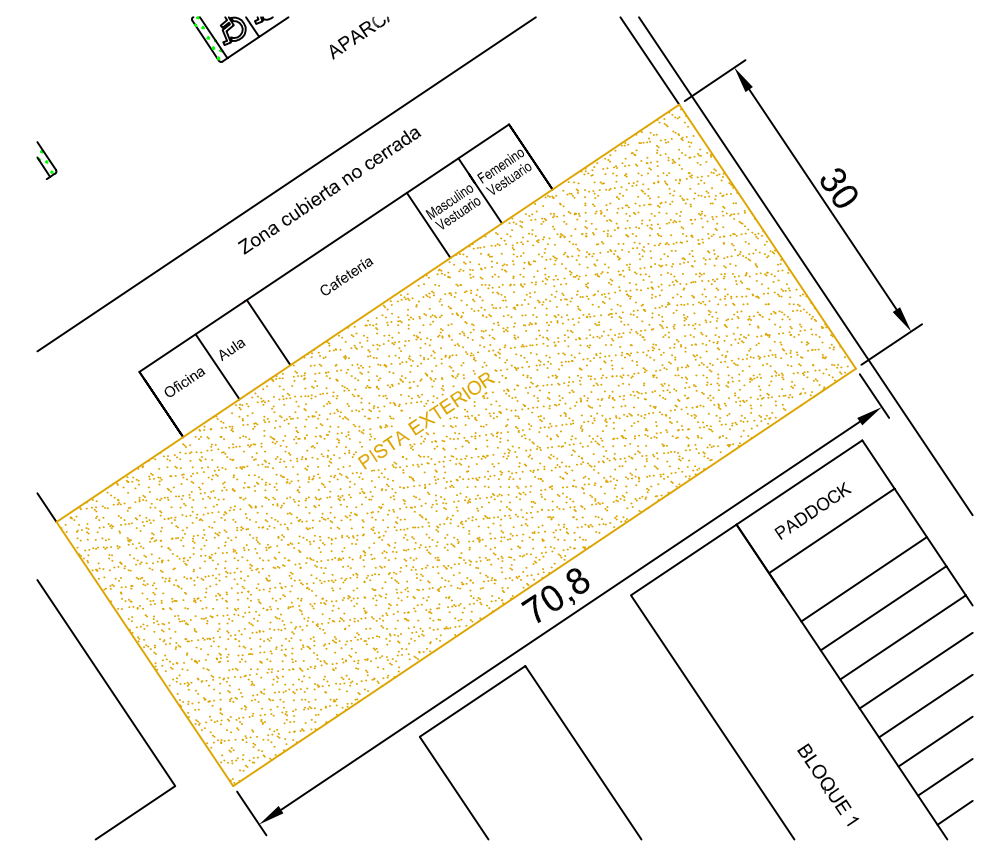 Zona cubierta no cerrada
Femenino
Vestuario
Masculino
Vestuario
Cafetería
Aula
Oficina
30
PISTA EXTERIOR
70,8
PADDOCK
BLOQUE 1